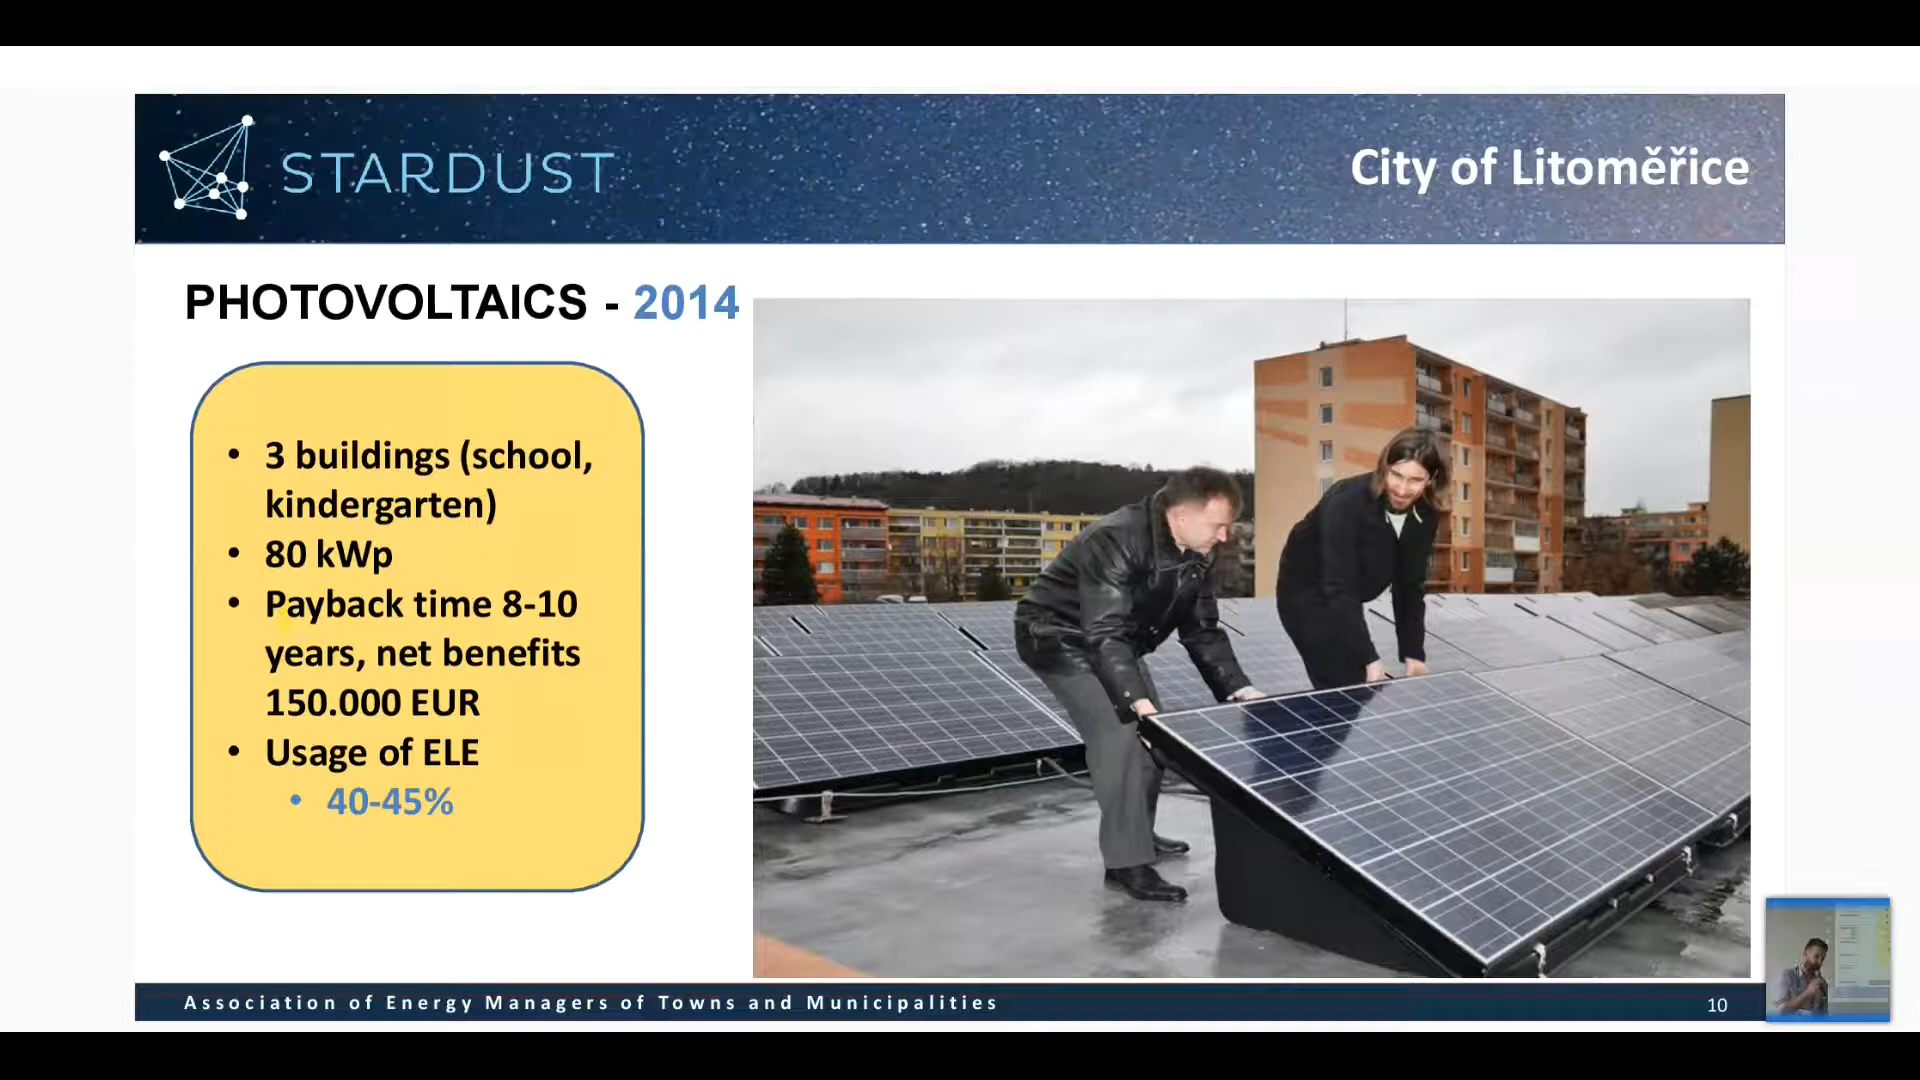 STARDUST
City of Litoměřice
PHOTOVOLTAICS - 2014
• 3 buildings (school,
kindergarten)
• 80 kWp
• Payback time 8-10
years, net benefits
150.000 EUR
• Usage of ELE
• 40-45%
Association of Energy Managers of Towns and Municipalities
10